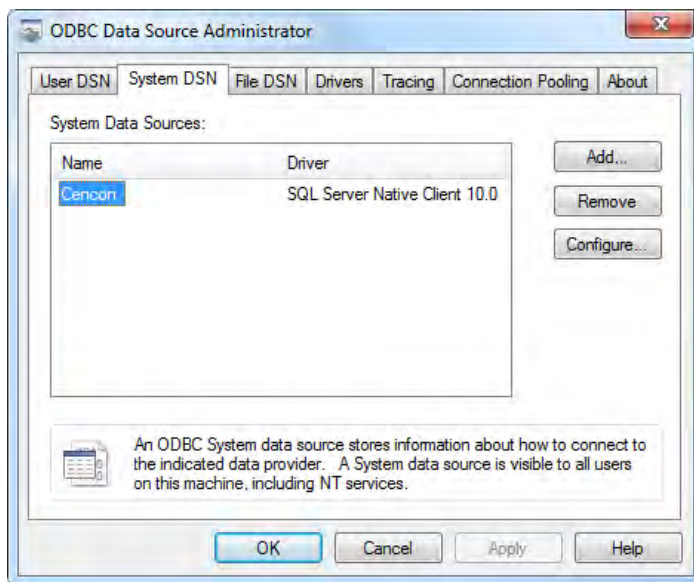 ODBC Data Source Administrator
User DSN System DSN File DSN Drivers Tracing Connection Pooling About
System Data Sources:
Name Driver
Cencon SQL Server Native Client 10.0
Add...
Remove
Configure...
An ODBC System data source stores information about how to connect to
the indicated data provider. A System data source is visible to all users
on this machine, including NT services.
OK Cancel Apply Help